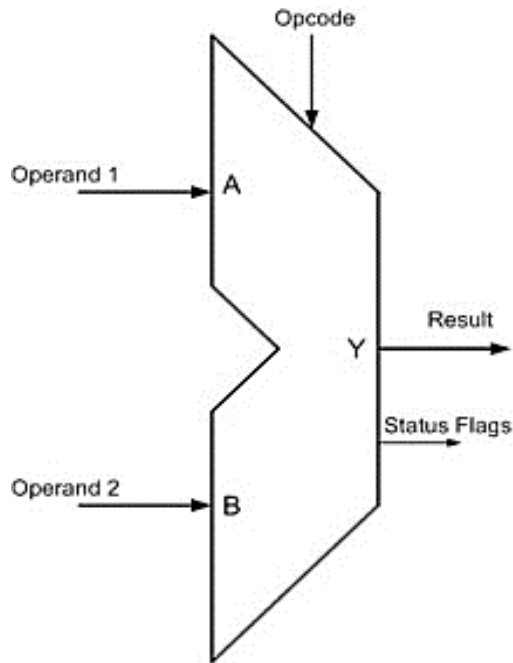 Opcode
Operand 1
A
Result
Y
Status Flags
Operand 2
B